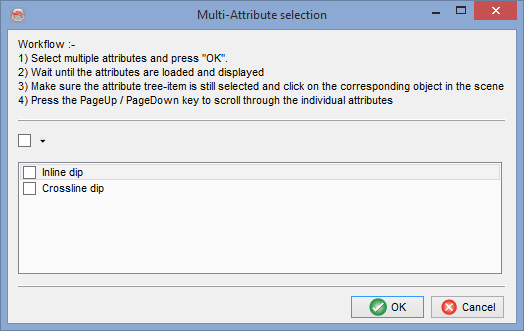 Multi-Attribute selection
Workflow :-
1) Select multiple attributes and press "OK".
2) Wait until the attributes are loaded and displayed
3) Make sure the attribute tree-item is still selected and click on the corresponding object in the scene
4) Press the PageUp / PageDown key to scroll through the individual attributes
Inline dip
Crossline dip
OK Cancel